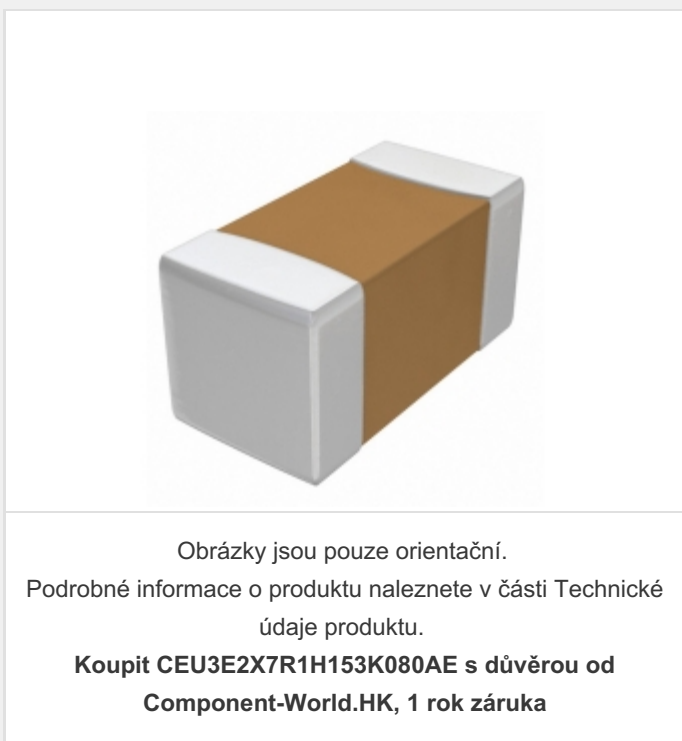 Obrázky jsou pouze orientační.
Podrobné informace o produktu naleznete v části Technické
údaje produktu.
Koupit CEU3E2X7R1H153K080AE s důvěrou od
Component-World.HK, 1 rok záruka